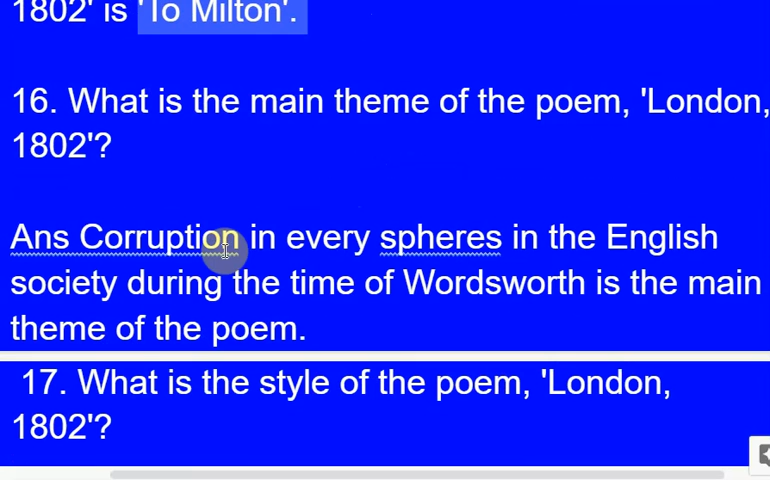 1802' is 'To Milton'.
16. What is the main theme of the poem, 'London,
1802'?
Ans Corruption in every spheres in the English
society during the time of Wordsworth is the main
theme of the poem.
17. What is the style of the poem, 'London,
1802'?